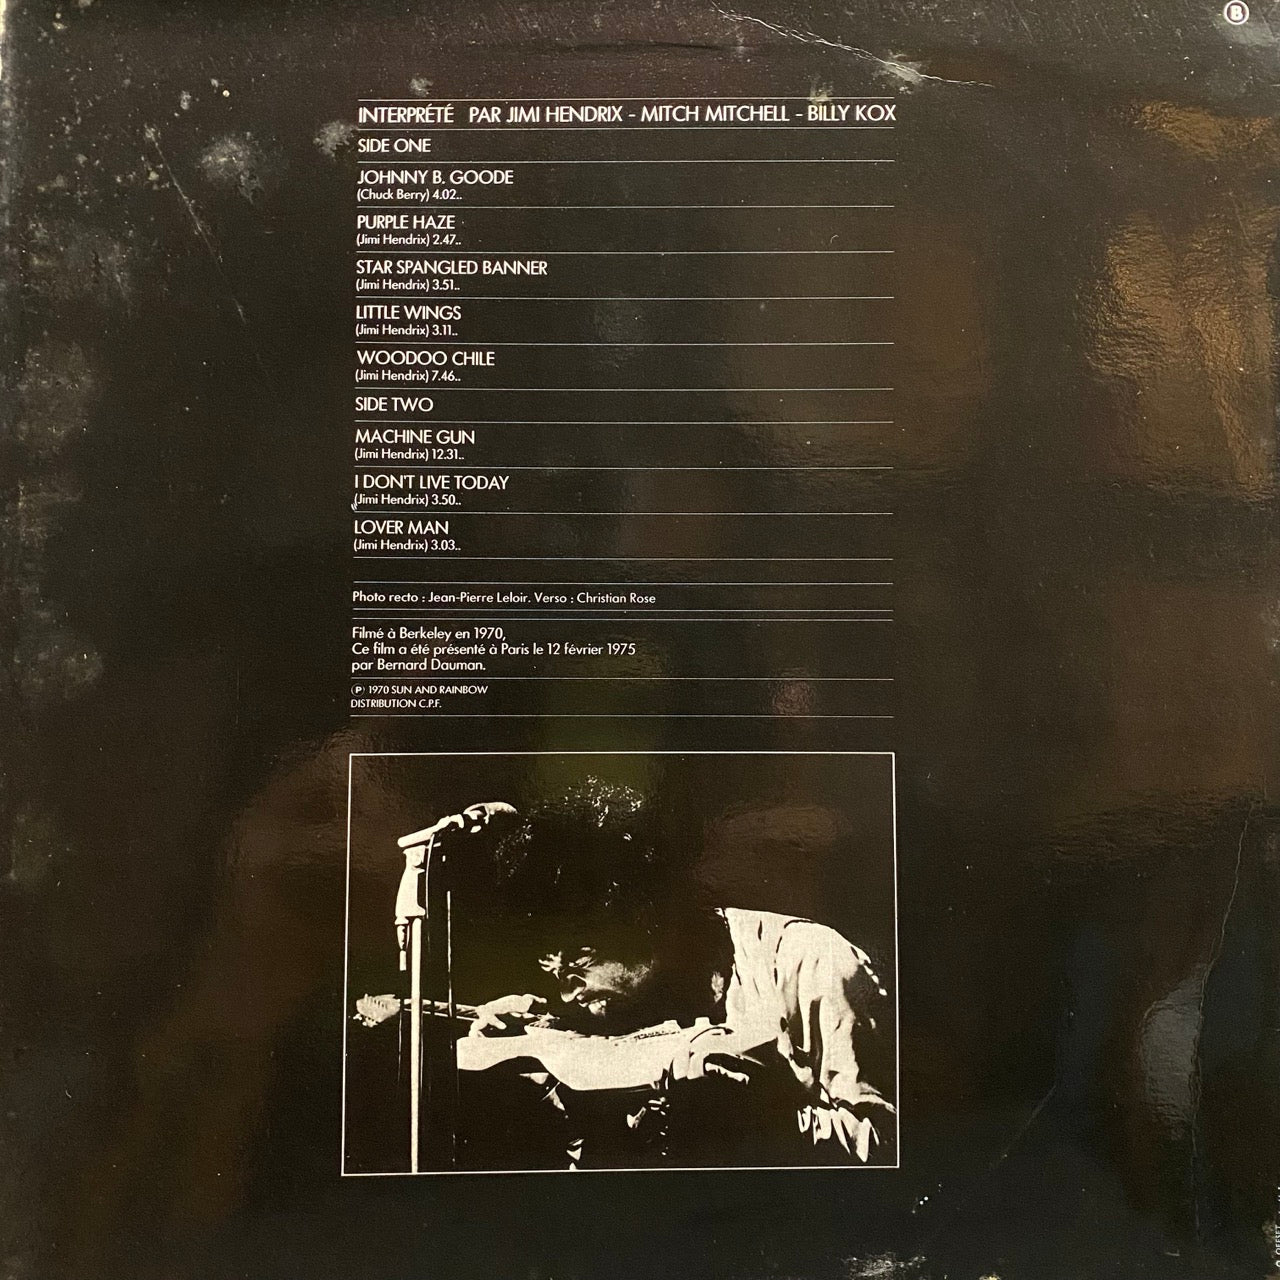 B
INTERPRÉTÉ PAR JIMI HENDRIX - MITCH MITCHELL - BILLY KOX
SIDE ONE
JOHNNY B. GOODE
(Chuck Berry) 4.02..
PURPLE HAZE
(Jimi Hendrix) 2.47..
STAR SPANGLED BANNER
(Jimi Hendrix) 3.51..
LITTLE WINGS
(Jimi Hendrix) 3.11..
WOODOO CHILE
(Jimi Hendrix) 7.46..
SIDE TWO
MACHINE GUN
(Jimi Hendrix) 12.31..
I DON'T LIVE TODAY
(Jimi Hendrix) 3.50..
LOVER MAN
(Jimi Hendrix) 3.03..
Photo recto : Jean-Pierre Leloir. Verso : Christian Rose
Filmé à Berkeley en 1970,
Ce film a été présenté à Paris le 12 février 1975
par Bernard Dauman.
Ⓟ 1970 SUN AND RAINBOW
DISTRIBUTION C.P.F.